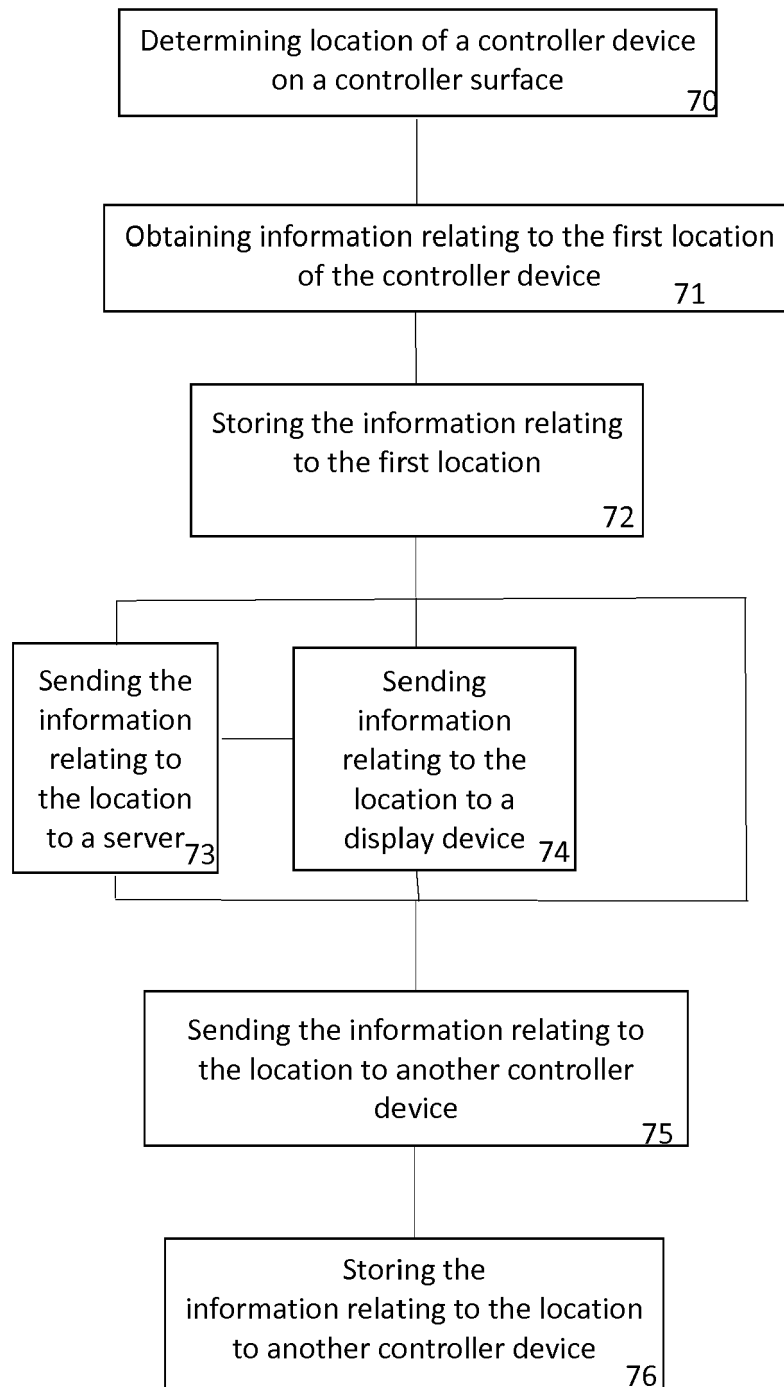 Determining location of a controller device
on a controller surface
70
Obtaining information relating to the first location
of the controller device
71
Storing the information relating
to the first location
72
Sending the
information
relating to
the location
to a server
73
Sending
information
relating to the
location to a
display device
74
Sending the information relating to
the location to another controller
device
75
Storing the
information relating to the location
to another controller device
76